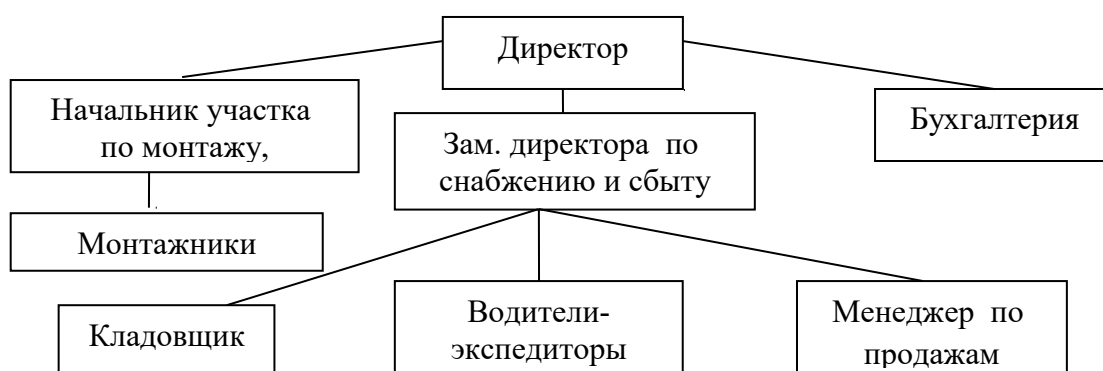 Директор
Начальник участка
по монтажу,
Зам. директора по
снабжению и сбыту
Бухгалтерия
Монтажники
Кладовщик
Водители-
экспедиторы
Менеджер по
продажам